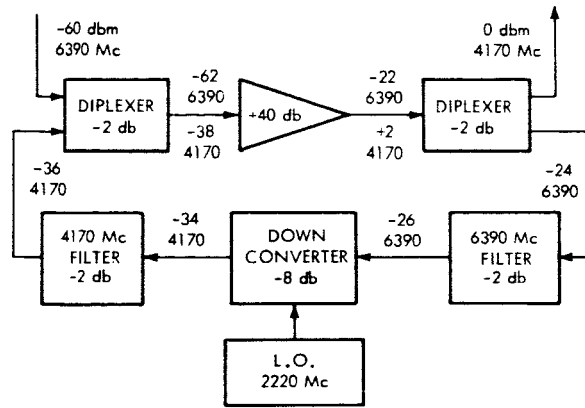 -60 dbm
6390 Mc
0 dbm
4170 Mc
DIPLEXER
-2 db
-62
6390
-38
4170
+40 db
-22
6390
+2
4170
DIPLEXER
-2 db
-36
4170
-24
6390
4170 Mc
FILTER
-2 db
-34
4170
DOWN
CONVERTER
-8 db
-26
6390
6390 Mc
FILTER
-2 db
L.O.
2220 Mc